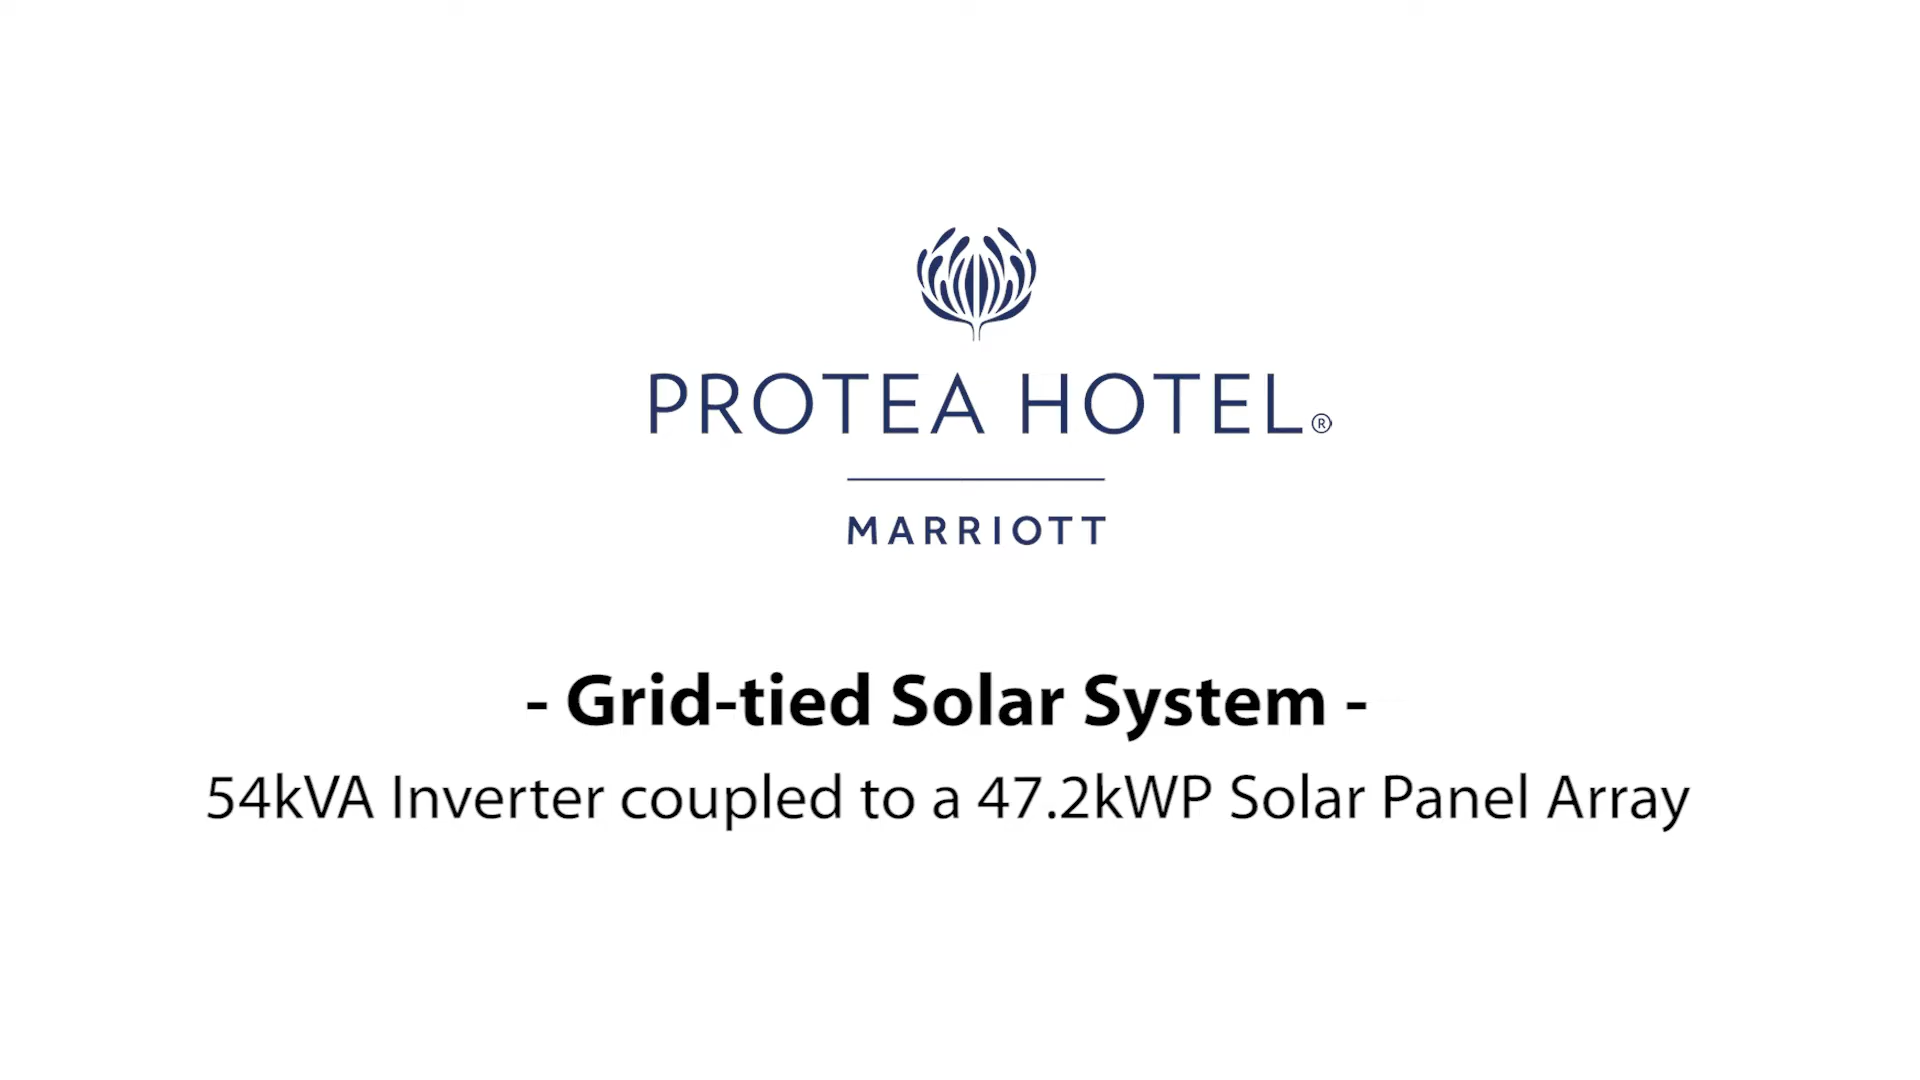 PROTEA HOTEL®
MARRIOTT
- Grid-tied Solar System -
54kVA Inverter coupled to a 47.2kWP Solar Panel Array